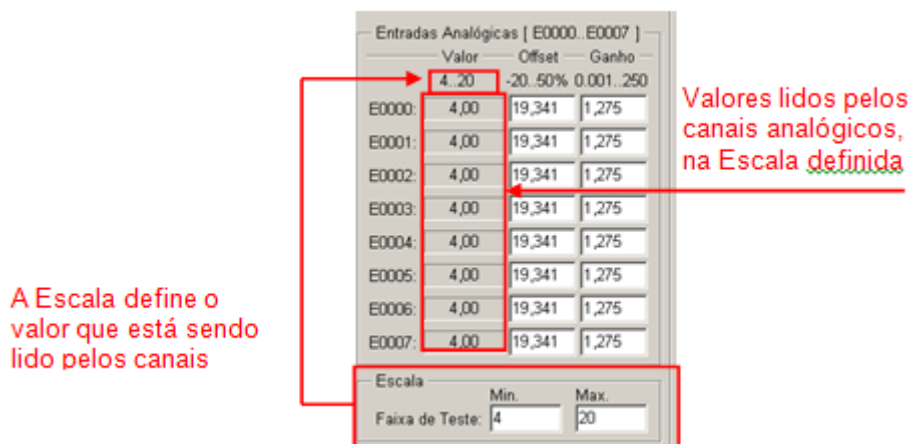 Entradas Analógicas [ E0000..E0007 ]
Valor Offset Ganho
4..20 -20..50% 0.001..250
E0000: 4,00 19,341 1,275
E0001: 4,00 19,341 1,275
E0002: 4,00 19,341 1,275
E0003: 4,00 19,341 1,275
E0004: 4,00 19,341 1,275
E0005: 4,00 19,341 1,275
E0006: 4,00 19,341 1,275
E0007: 4,00 19,341 1,275
Valores lidos pelos
canais analógicos,
na Escala definida
A Escala define o
valor que está sendo
lido pelos canais
Escala
Min. Max.
Faixa de Teste: 4 20